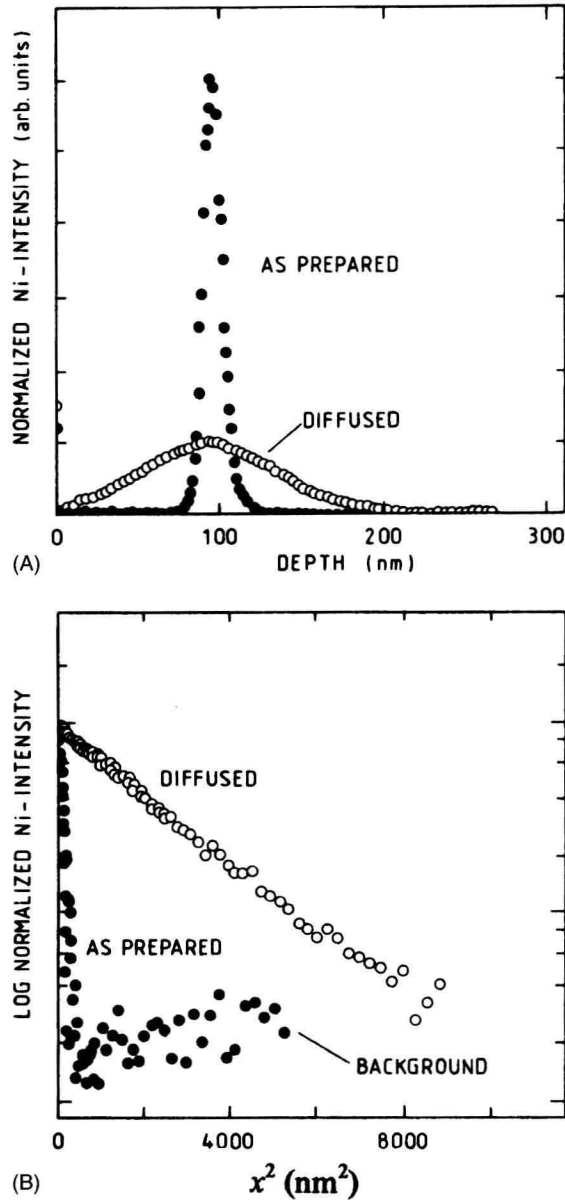 NORMALIZED Ni-INTENSITY (arb. units)
AS PREPARED
DIFFUSED
0
100
200
300
DEPTH (nm)
(A)
LOG NORMALIZED Ni-INTENSITY
DIFFUSED
AS PREPARED
BACKGROUND
0
4000
8000
x² (nm²)
(B)